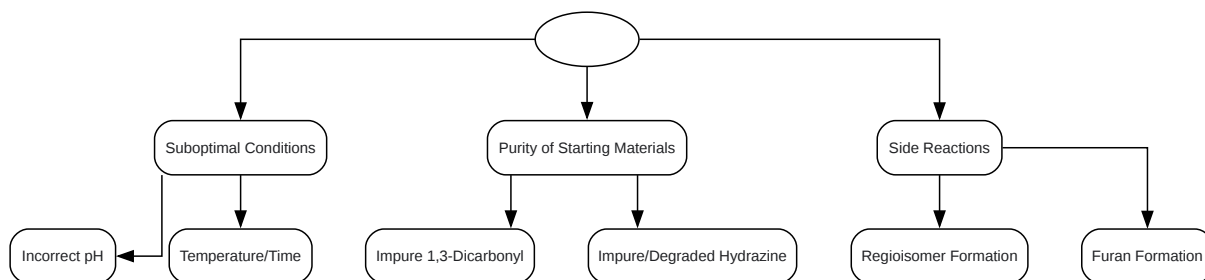 Suboptimal Conditions
Purity of Starting Materials
Side Reactions
Incorrect pH
Temperature/Time
Impure 1,3-Dicarbonyl
Impure/Degraded Hydrazine
Regioisomer Formation
Furan Formation